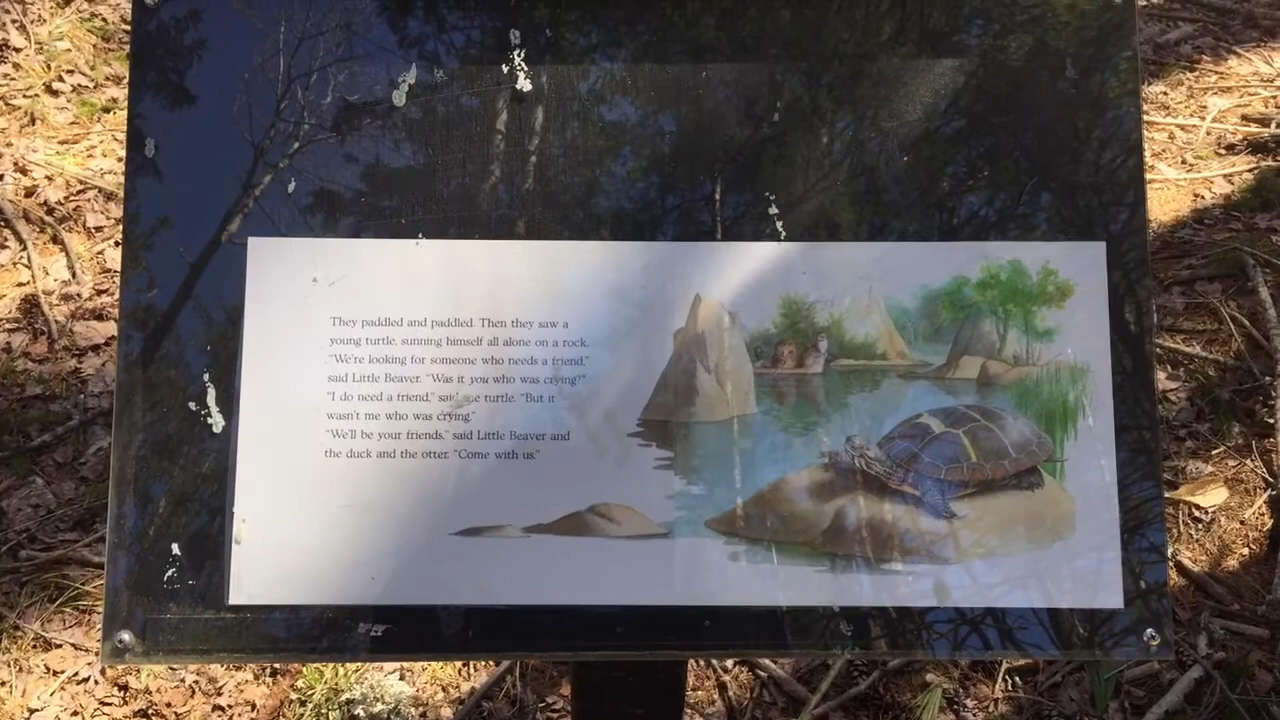 They paddled and paddled. Then they saw a
young turtle, sunning himself all alone on a rock.
"We're looking for someone who needs a friend,"
said Little Beaver. "Was it you who was crying?"
"I do need a friend," said the turtle. "But it
wasn't me who was crying."
"We'll be your friends," said Little Beaver and
the duck and the otter. "Come with us."